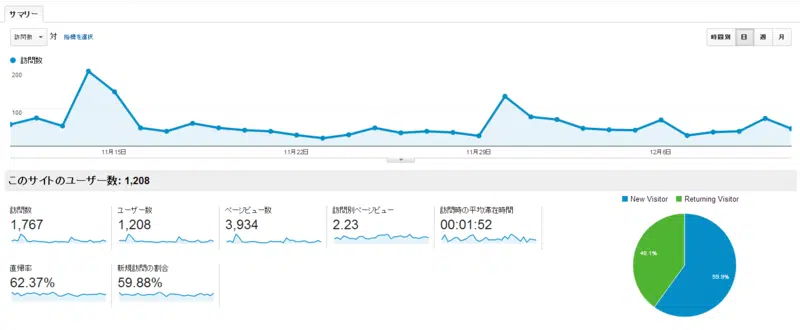 サマリー
訪問数 対 指標を選択
時間別 日 週 月
訪問数
200
100
11月15日 11月22日 11月29日 12月6日
このサイトのユーザー数: 1,208
訪問数 ユーザー数 ページビュー数 訪問別ページビュー 訪問時の平均滞在時間
1,767 1,208 3,934 2.23 00:01:52
直帰率 新規訪問の割合
62.37% 59.88%
New Visitor Returning Visitor
40.1%
59.9%